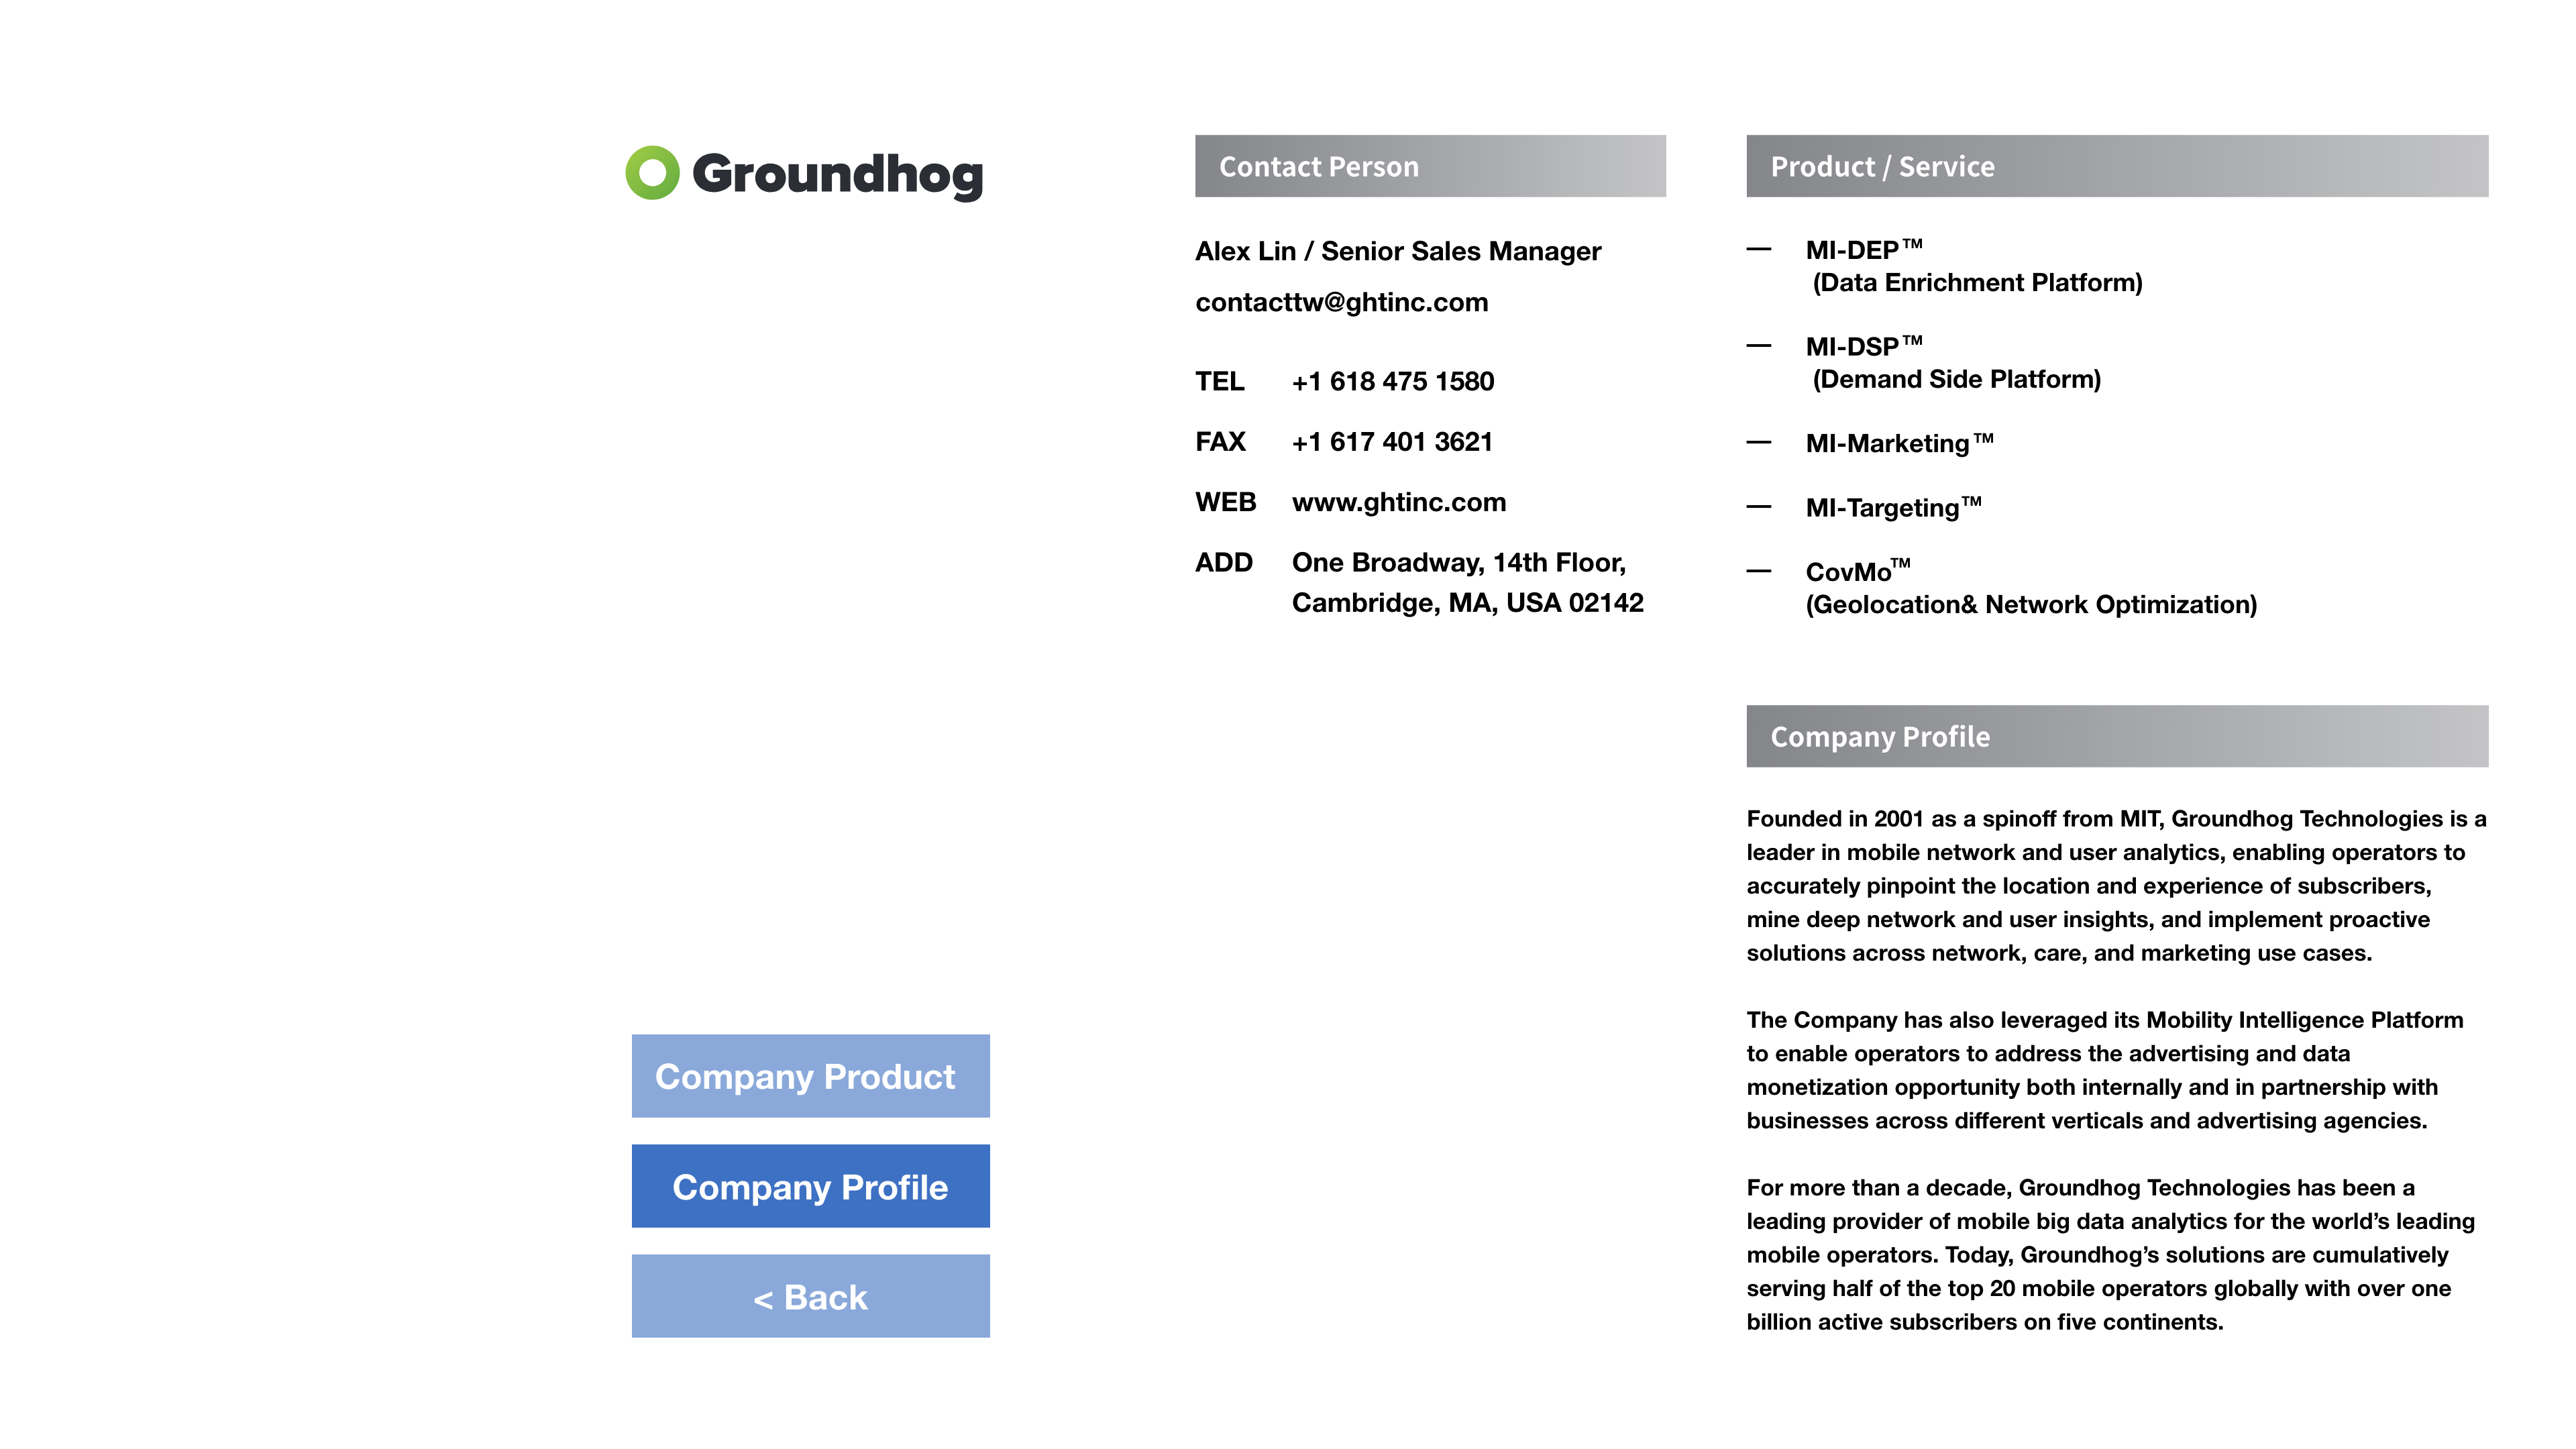 Groundhog
Company Product
Company Profile
< Back
Contact Person
Alex Lin / Senior Sales Manager
contacttw@ghtinc.com
TEL +1 618 475 1580
FAX +1 617 401 3621
WEB www.ghtinc.com
ADD One Broadway, 14th Floor,
Cambridge, MA, USA 02142
Product / Service
— MI-DEP™
(Data Enrichment Platform)
— MI-DSP™
(Demand Side Platform)
— MI-Marketing™
— MI-Targeting™
— CovMo™
(Geolocation& Network Optimization)
Company Profile
Founded in 2001 as a spinoff from MIT, Groundhog Technologies is a
leader in mobile network and user analytics, enabling operators to
accurately pinpoint the location and experience of subscribers,
mine deep network and user insights, and implement proactive
solutions across network, care, and marketing use cases.
The Company has also leveraged its Mobility Intelligence Platform
to enable operators to address the advertising and data
monetization opportunity both internally and in partnership with
businesses across different verticals and advertising agencies.
For more than a decade, Groundhog Technologies has been a
leading provider of mobile big data analytics for the world’s leading
mobile operators. Today, Groundhog’s solutions are cumulatively
serving half of the top 20 mobile operators globally with over one
billion active subscribers on five continents.